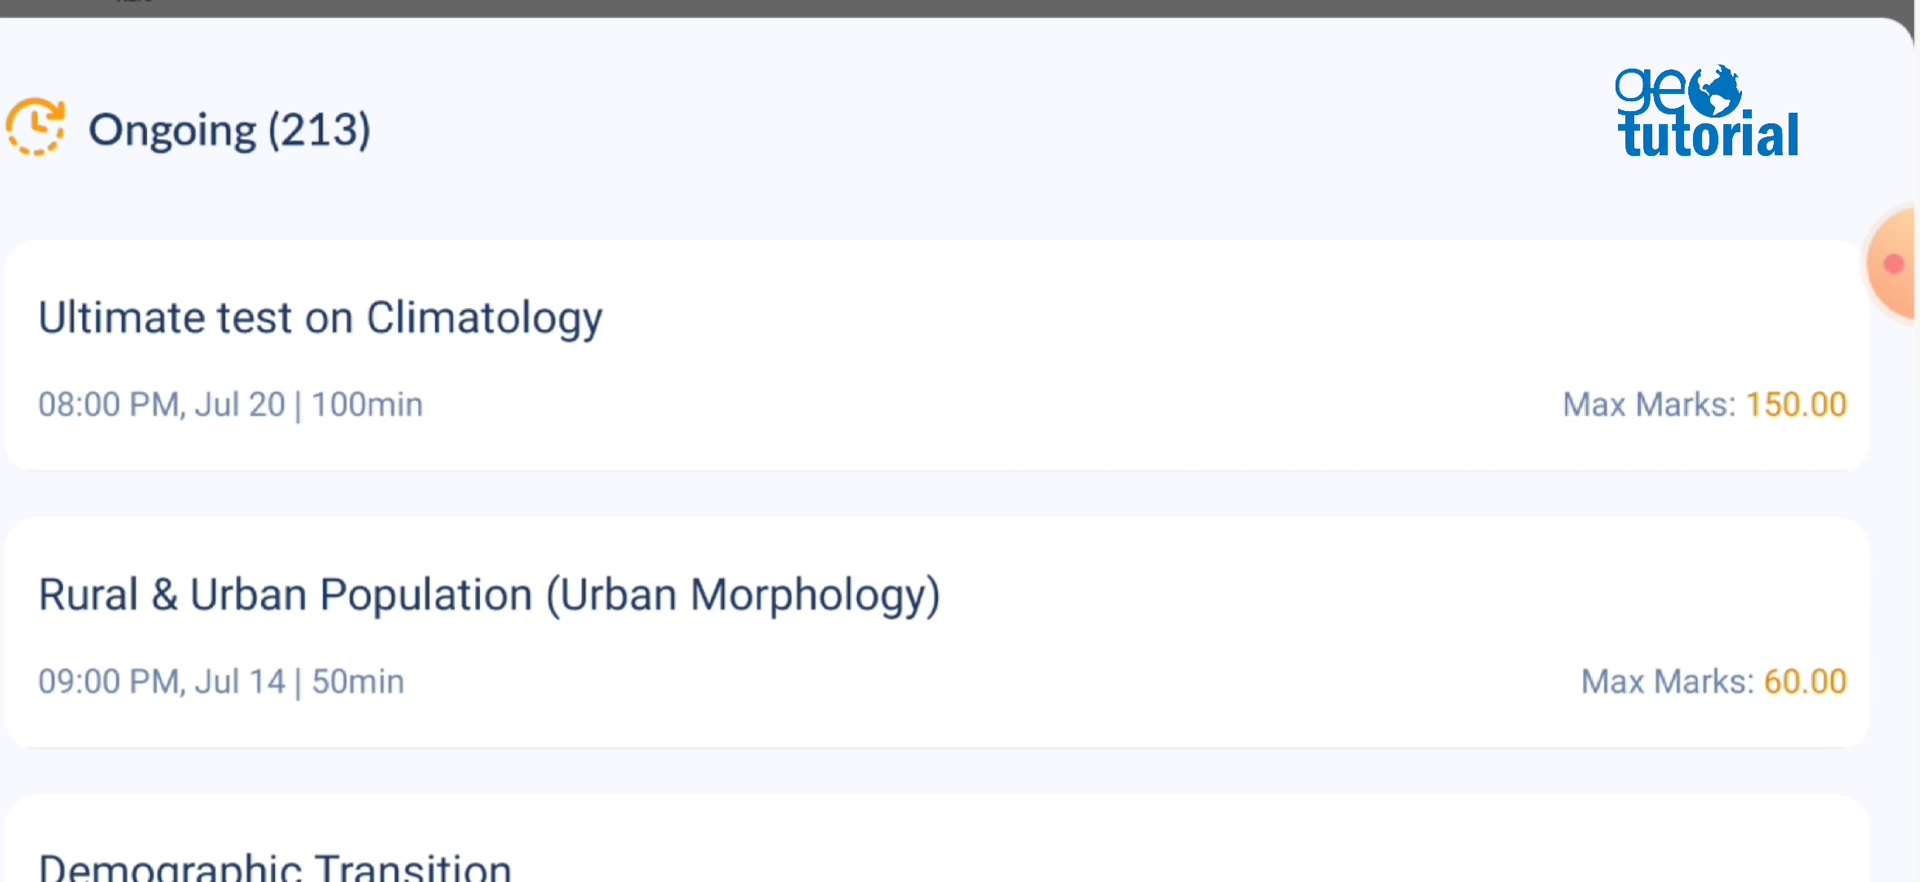 Ongoing (213)
geo
tutorial
Ultimate test on Climatology
08:00 PM, Jul 20 | 100min
Max Marks: 150.00
Rural & Urban Population (Urban Morphology)
09:00 PM, Jul 14 | 50min
Max Marks: 60.00
Demographic Transition